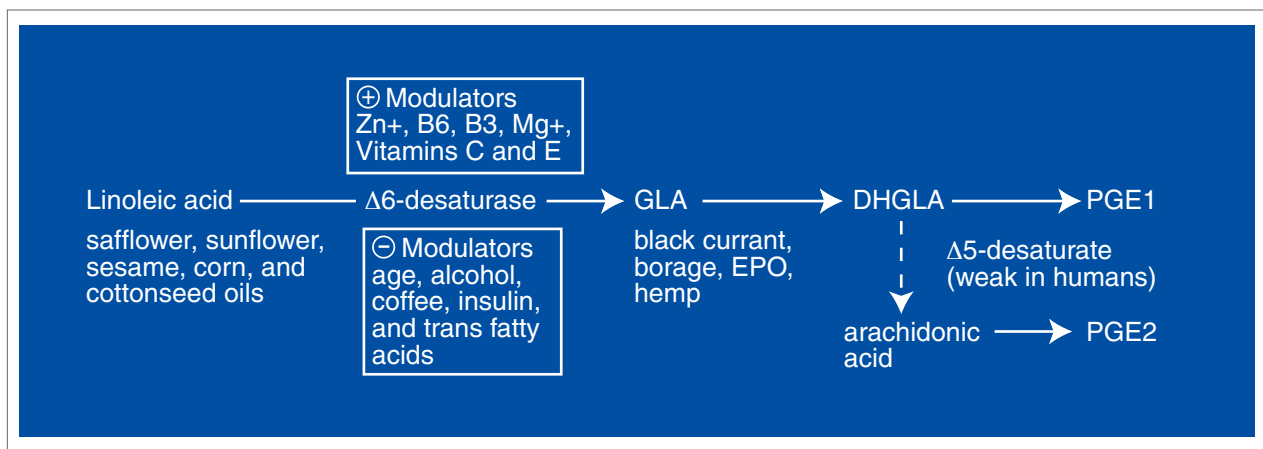 ⊕ Modulators
Zn+, B6, B3, Mg+,
Vitamins C and E
Linoleic acid
safflower, sunflower,
sesame, corn, and
cottonseed oils
Δ6-desaturase
⊖ Modulators
age, alcohol,
coffee, insulin,
and trans fatty
acids
GLA
black currant,
borage, EPO,
hemp
DHGLA
PGE1
Δ5-desaturate
(weak in humans)
arachidonic
acid
PGE2